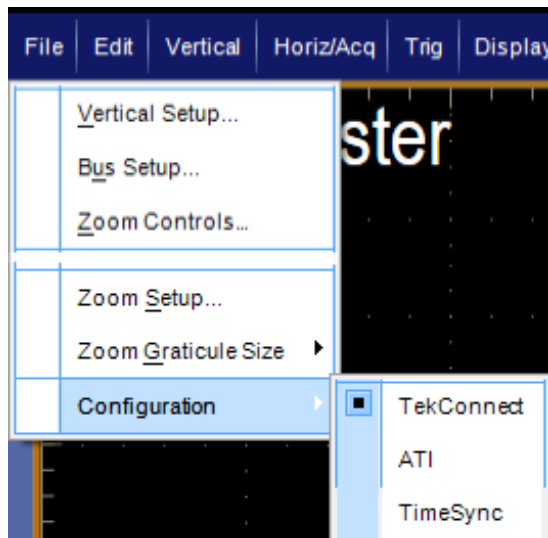 File Edit Vertical Horiz/Acq Trig Display
Vertical Setup...
ster
Bus Setup...
Zoom Controls...
Zoom Setup...
Zoom Graticule Size
Configuration
TekConnect
ATI
TimeSync